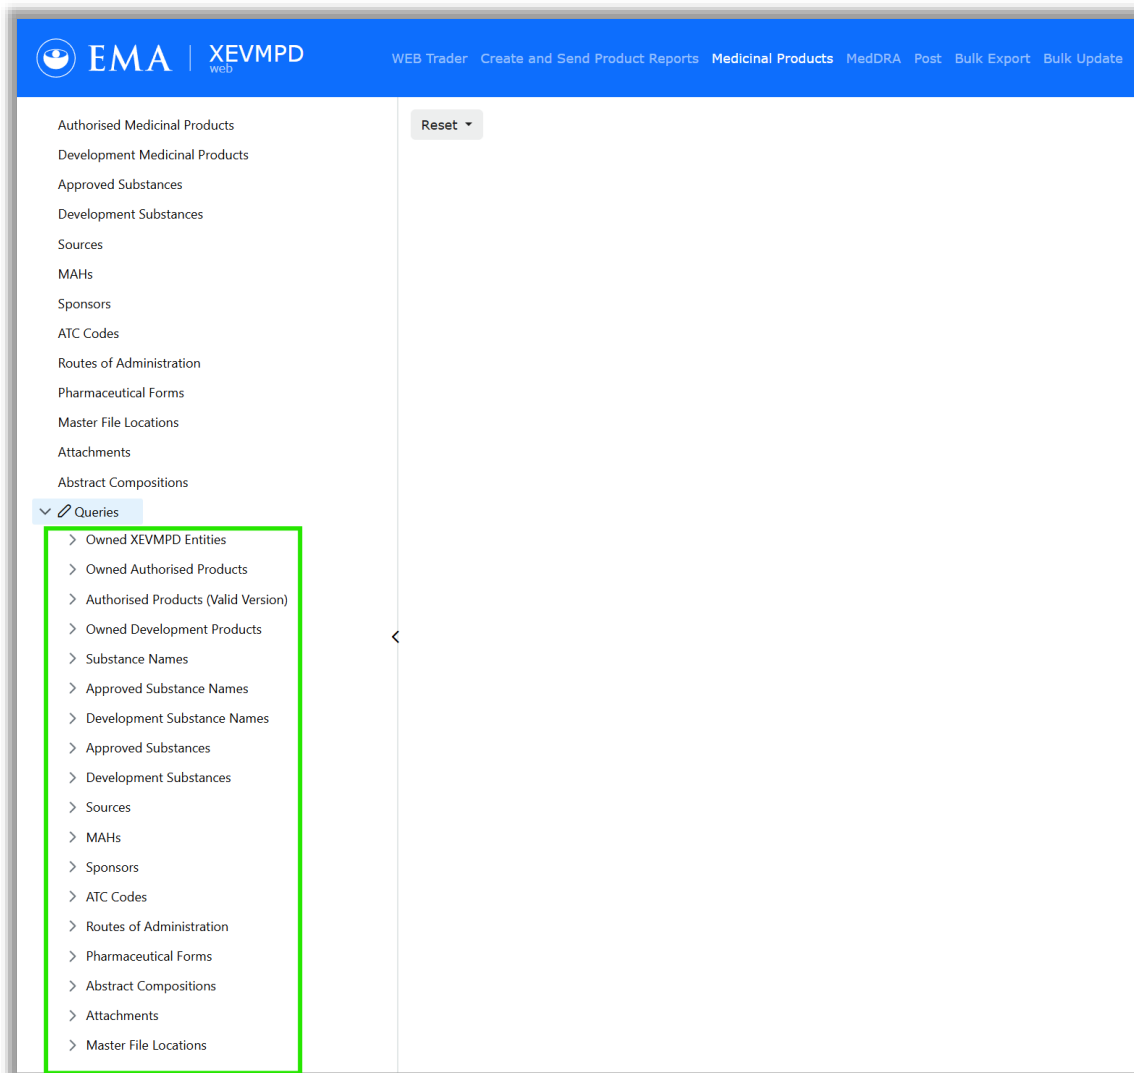 EMA
XEVMPD
web
WEB Trader Create and Send Product Reports Medicinal Products MedDRA Post Bulk Export Bulk Update
Authorised Medicinal Products
Reset
Development Medicinal Products
Approved Substances
Development Substances
Sources
MAHs
Sponsors
ATC Codes
Routes of Administration
Pharmaceutical Forms
Master File Locations
Attachments
Abstract Compositions
Queries
Owned XEVMPD Entities
Owned Authorised Products
Authorised Products (Valid Version)
Owned Development Products
Substance Names
Approved Substance Names
Development Substance Names
Approved Substances
Development Substances
Sources
MAHs
Sponsors
ATC Codes
Routes of Administration
Pharmaceutical Forms
Abstract Compositions
Attachments
Master File Locations